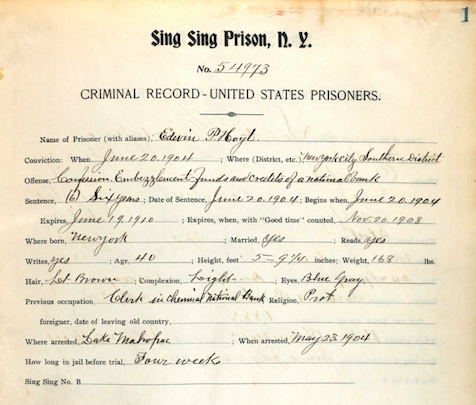 1
Sing Sing Prison, N. Y.
No. 54973
CRIMINAL RECORD - UNITED STATES PRISONERS.
Name of Prisoner (with aliases), Edwin P Hoyt
Conviction: When June 20. 1904 ; Where (District, etc.) New York City Southern District
Offense, Confession Embezzlement funds and credits of a national bank
Sentence, (6) Six years ; Date of Sentence, June 20. 1904 ; Begins when, June 20. 1904
Expires, June 19. 1910 ; Expires, when, with "Good time" counted, Nov. 20. 1908
Where born, New York ; Married, yes ; Reads, yes
Writes, yes ; Age, 40 ; Height, feet 5-9 3/4 inches; Weight, 168 lbs.
Hair, Brown ; Complexion, Light ; Eyes Blue Gray
Previous occupation, Clerk in Chemical National Bank Religion, Prot.
foreigner, date of leaving old country,
Where arrested, Lake Mahopac ; When arrested, May 23. 1904
How long in jail before trial, Four week
Sing Sing No. B